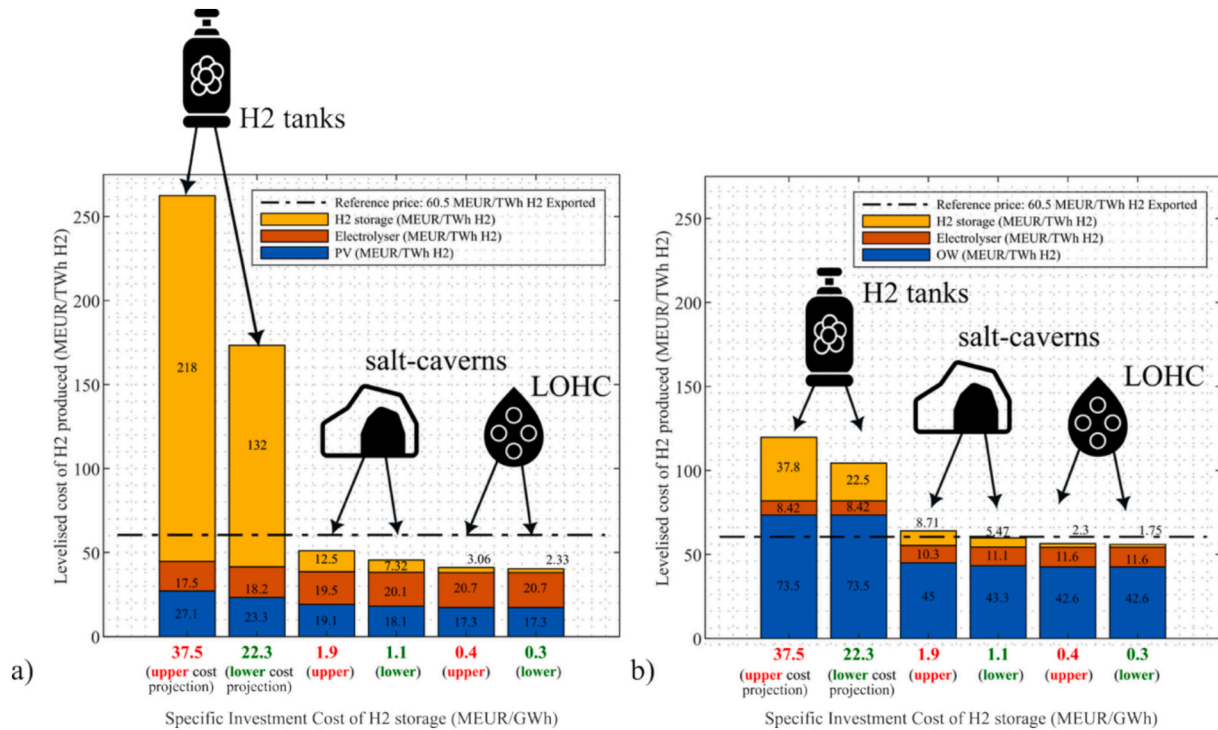 H2 tanks
Reference price: 60.5 MEUR/TWh H2 Exported
H2 storage (MEUR/TWh H2)
Electrolyser (MEUR/TWh H2)
PV (MEUR/TWh H2)
Levelised cost of H2 produced (MEUR/TWh H2)
250
200
150
100
50
0
salt-caverns
LOHC
218
132
17.5
18.2
27.1
23.3
12.5
7.32
3.06
2.33
19.5
20.1
20.7
20.7
19.1
18.1
17.3
17.3
37.5 22.3 1.9 1.1 0.4 0.3
(upper cost projection) (lower cost projection) (upper) (lower) (upper) (lower)
a)
Specific Investment Cost of H2 storage (MEUR/GWh)
Reference price: 60.5 MEUR/TWh H2 Exported
H2 storage (MEUR/TWh H2)
Electrolyser (MEUR/TWh H2)
OW (MEUR/TWh H2)
Levelised cost of H2 produced (MEUR/TWh H2)
250
200
150
100
50
0
H2 tanks
salt-caverns
LOHC
37.8
22.5
8.42
8.42
73.5
73.5
8.71
5.47
2.3
1.75
10.3
11.1
11.6
11.6
45
43.3
42.6
42.6
37.5 22.3 1.9 1.1 0.4 0.3
(upper cost projection) (lower cost projection) (upper) (lower) (upper) (lower)
b)
Specific Investment Cost of H2 storage (MEUR/GWh)